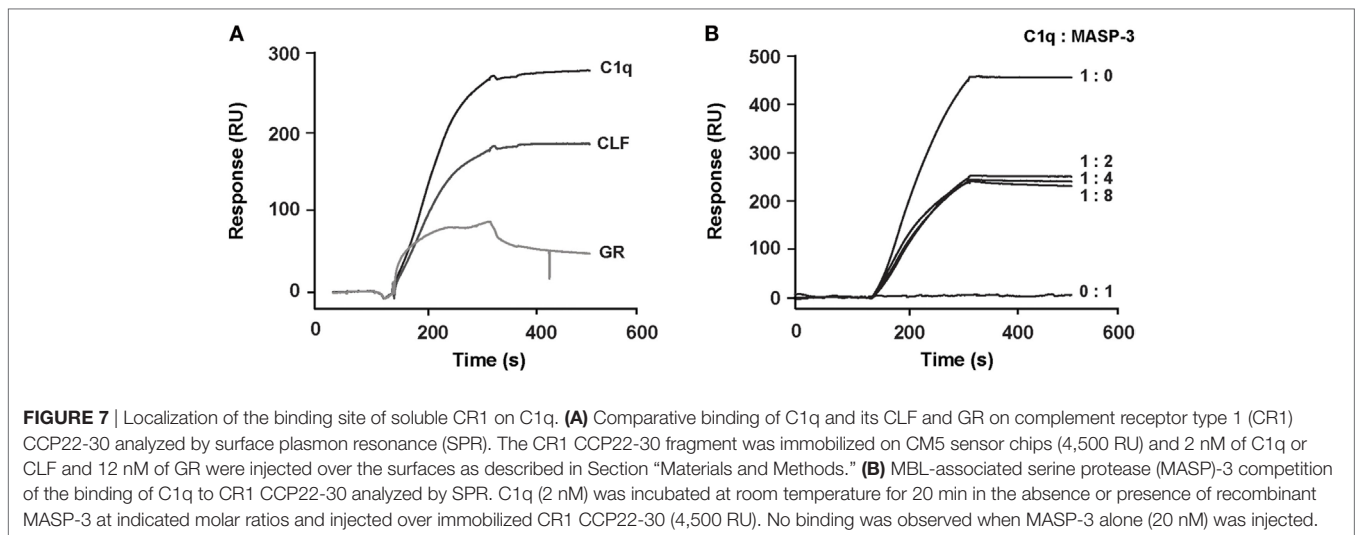 A
300
200
100
0
Response (RU)
0
200
400
600
Time (s)
C1q
CLF
GR
B
C1q : MASP-3
500
400
300
200
100
0
Response (RU)
0
200
400
600
Time (s)
1 : 0
1 : 2
1 : 4
1 : 8
0 : 1
FIGURE 7 | Localization of the binding site of soluble CR1 on C1q. (A) Comparative binding of C1q and its CLF and GR on complement receptor type 1 (CR1)
CCP22-30 analyzed by surface plasmon resonance (SPR). The CR1 CCP22-30 fragment was immobilized on CM5 sensor chips (4,500 RU) and 2 nM of C1q or
CLF and 12 nM of GR were injected over the surfaces as described in Section “Materials and Methods.” (B) MBL-associated serine protease (MASP)-3 competition
of the binding of C1q to CR1 CCP22-30 analyzed by SPR. C1q (2 nM) was incubated at room temperature for 20 min in the absence or presence of recombinant
MASP-3 at indicated molar ratios and injected over immobilized CR1 CCP22-30 (4,500 RU). No binding was observed when MASP-3 alone (20 nM) was injected.